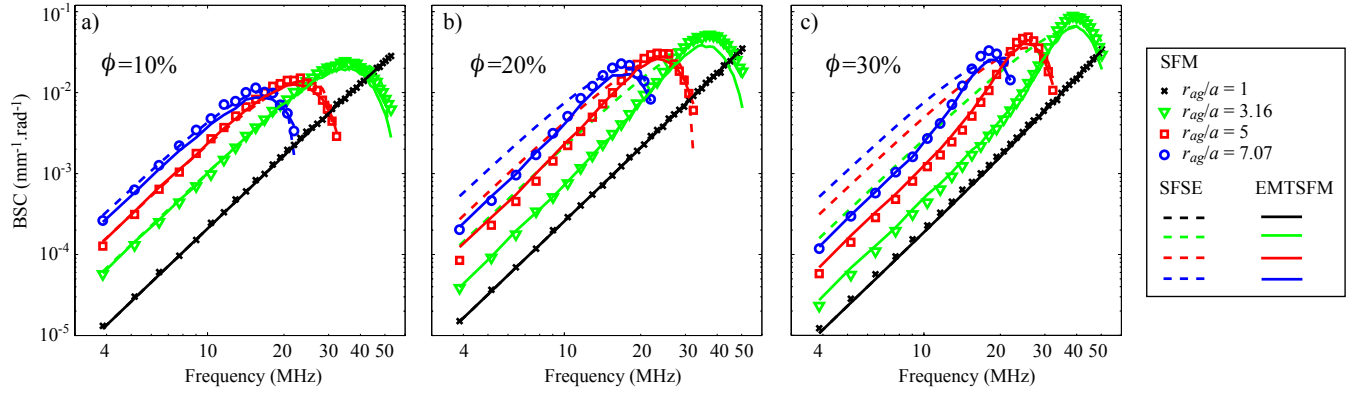 a)
ϕ=10%
BSC (mm⁻¹.rad⁻¹)
10⁻¹
10⁻²
10⁻³
10⁻⁴
10⁻⁵
4 10 20 30 50
Frequency (MHz)
b)
ϕ=20%
4 10 20 30 50
Frequency (MHz)
c)
ϕ=30%
4 10 20 30 40 50
Frequency (MHz)
SFM
r_ag/a = 1
r_ag/a = 3.16
r_ag/a = 5
r_ag/a = 7.07
SFSE EMTSFM